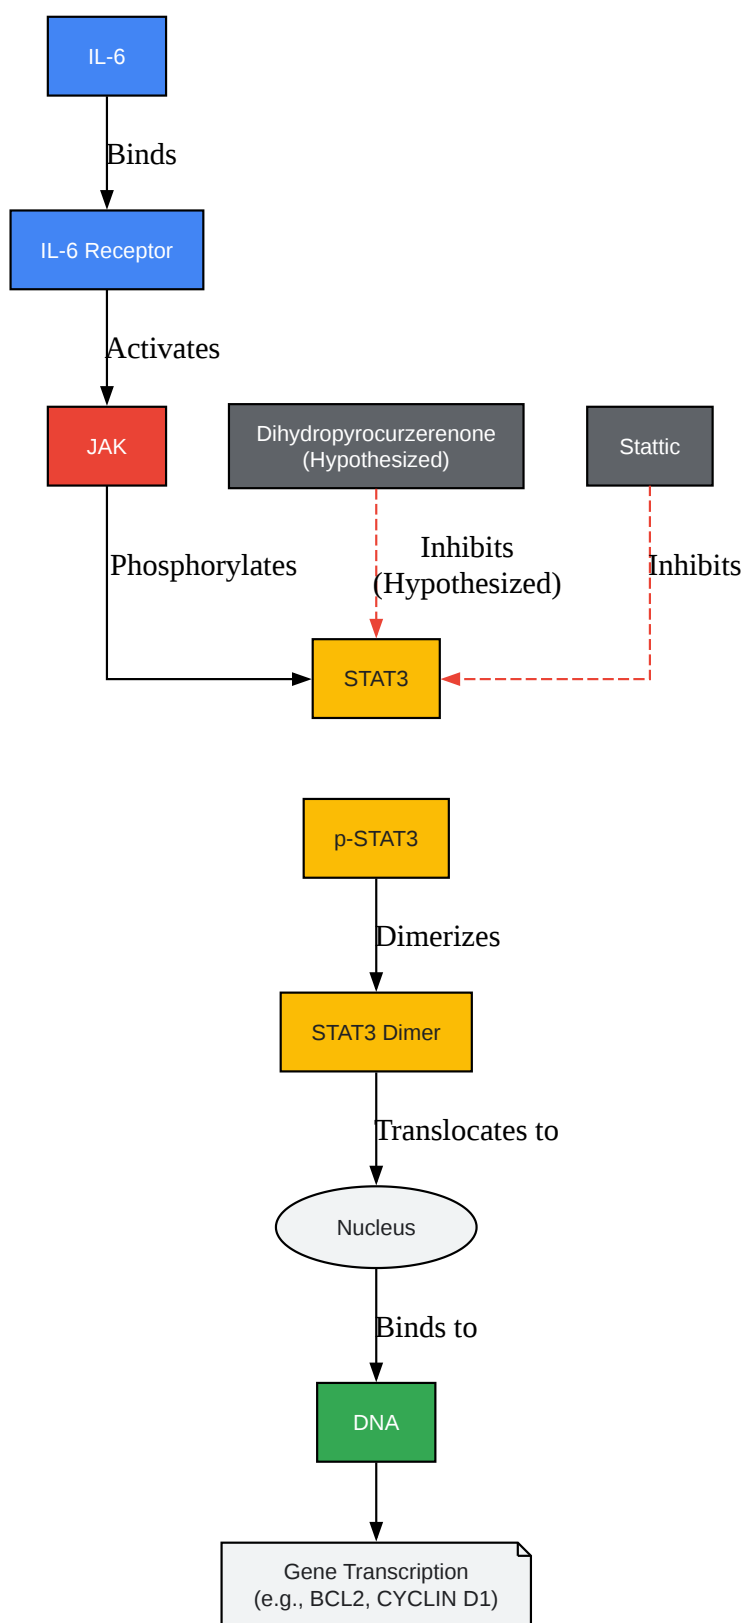 IL-6
Binds
IL-6 Receptor
Activates
JAK
Dihydropyrocurzerenone
(Hypothesized)
Stattic
Phosphorylates
Inhibits
(Hypothesized)
Inhibits
STAT3
p-STAT3
Dimerizes
STAT3 Dimer
Translocates to
Nucleus
Binds to
DNA
Gene Transcription
(e.g., BCL2, CYCLIN D1)